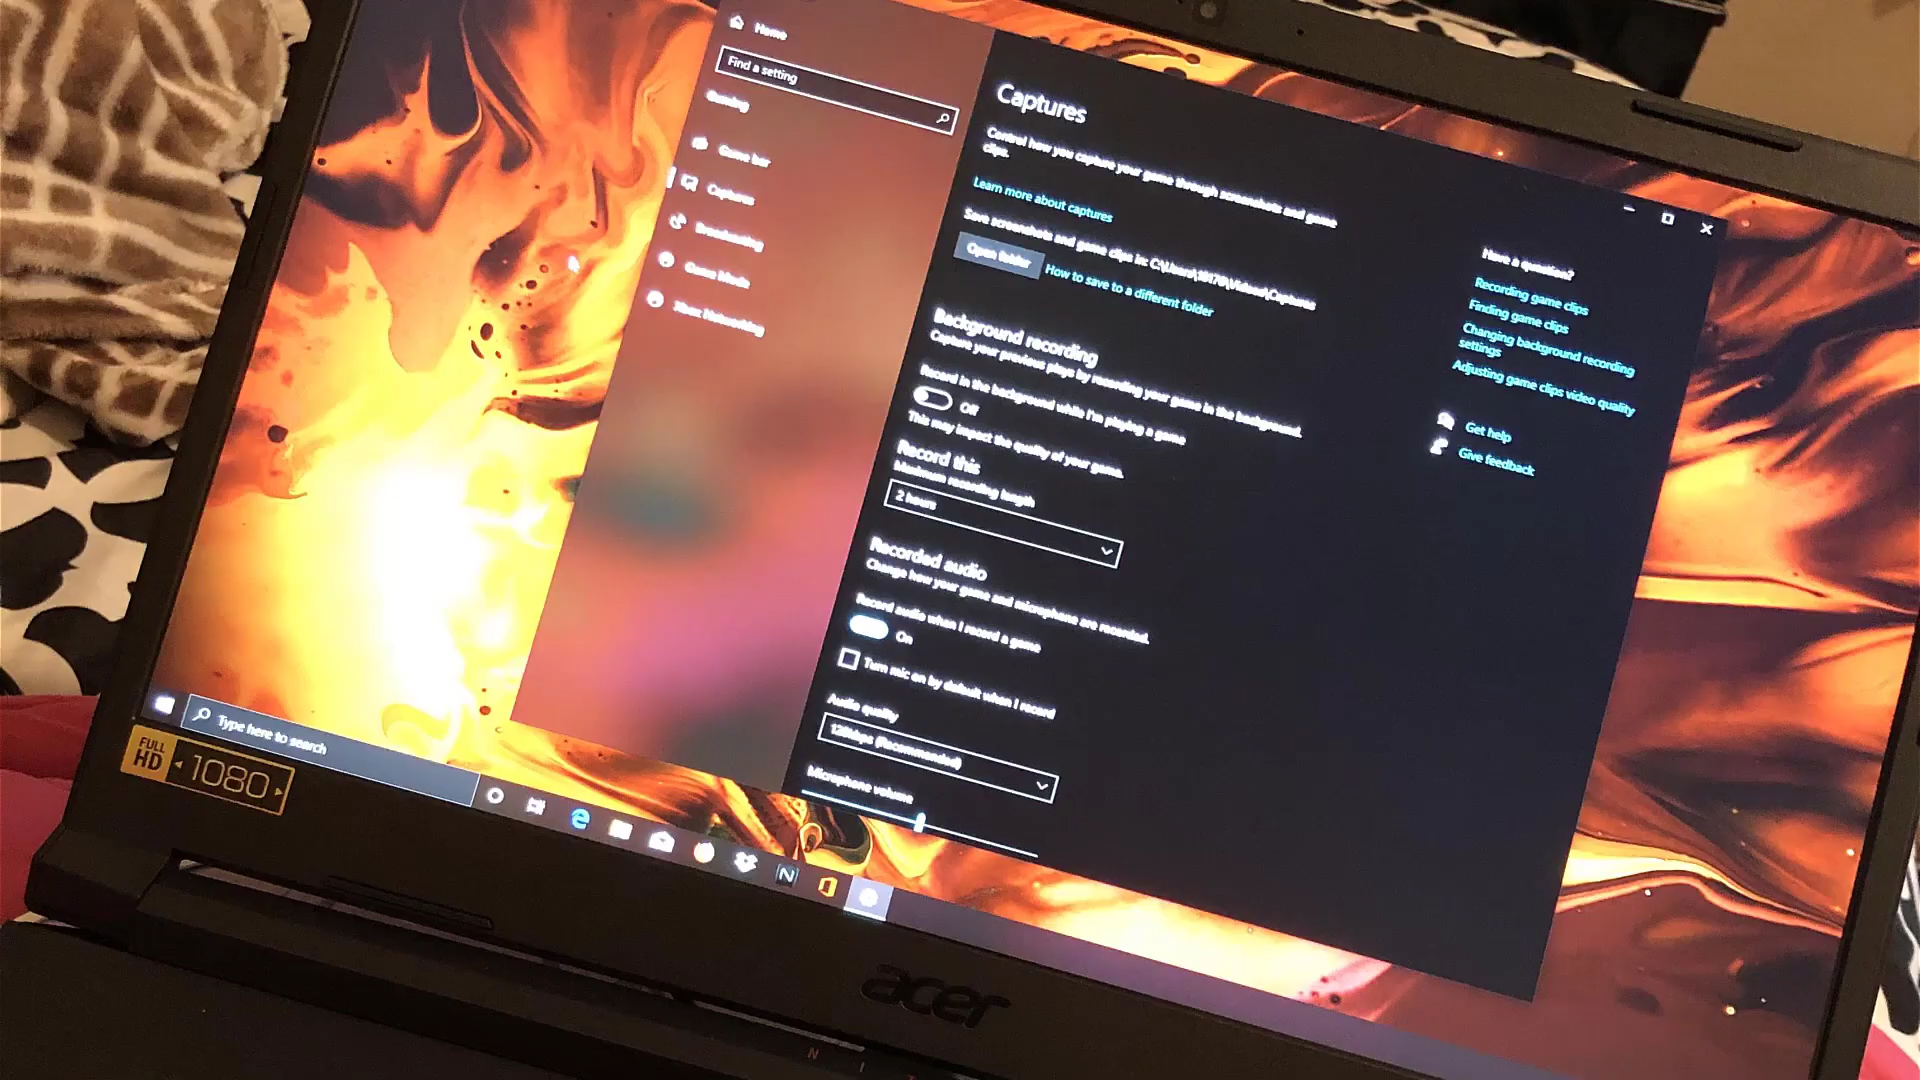 Home
Find a setting
Gaming
Game bar
Captures
Broadcasting
Game Mode
Xbox Networking
Captures
Control how you capture your game through screenshots and game
clips.
Learn more about captures
Save screenshots and game clips in: C:\Users\18170\Videos\Captures
Open folder
How to save to a different folder
Background recording
Capture your previous plays by recording your game in the background.
Record in the background while I'm playing a game
Off
This may impact the quality of your game.
Record this
Maximum recording length
2 hours
Recorded audio
Change how your game and microphone are recorded.
Record audio when I record a game
On
Turn mic on by default when I record
Audio quality
128kbps (Recommended)
Microphone volume
Have a question?
Recording game clips
Finding game clips
Changing background recording
settings
Adjusting game clips video quality
Get help
Give feedback
Type here to search
FULL
HD
1080
N
acer
N